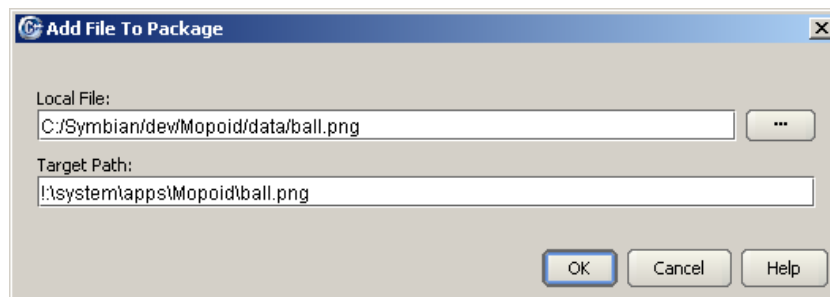 Add File To Package
Local File:
C:/Symbian/dev/Mopoid/data/ball.png
...
Target Path:
!:\system\apps\Mopoid\ball.png
OK
Cancel
Help